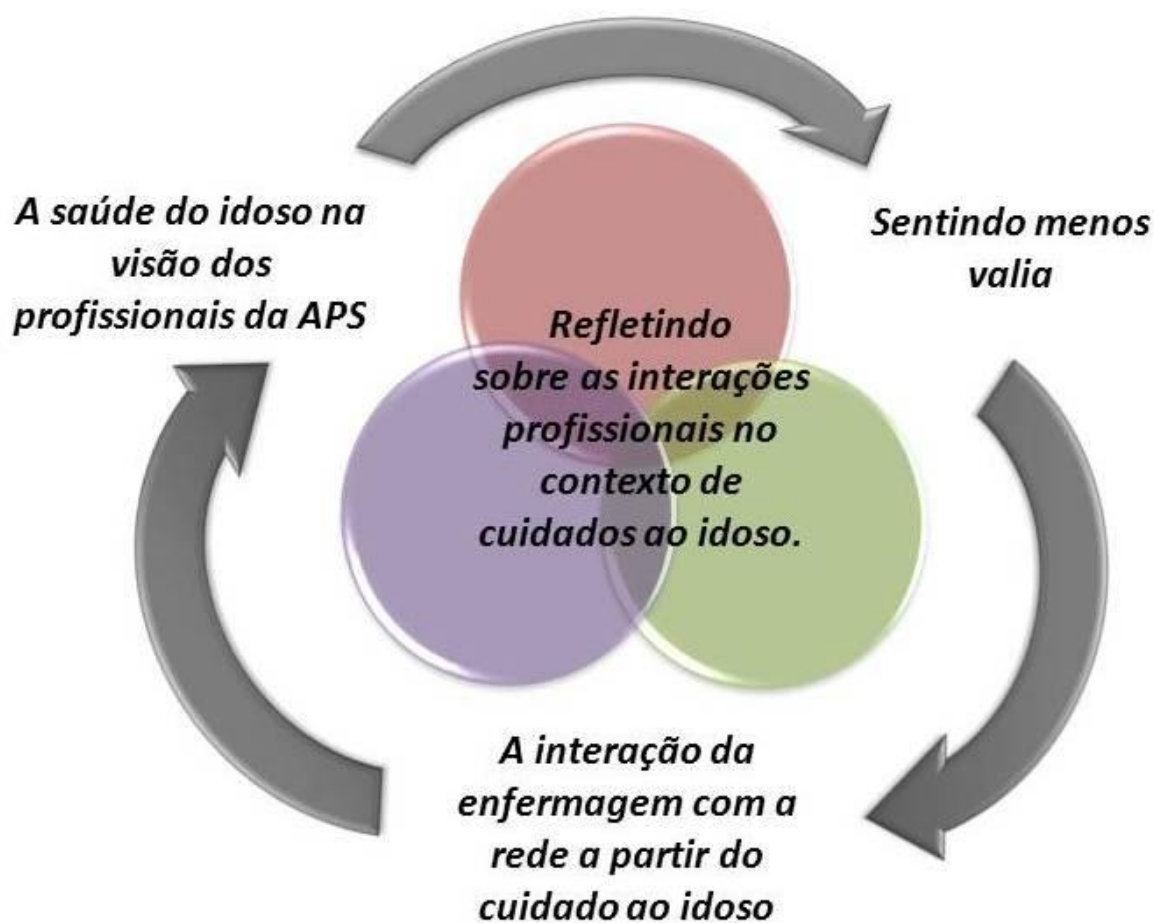 A saúde do idoso na
visão dos
profissionais da APS
Sentindo menos
valia
Refletindo
sobre as interações
profissionais no
contexto de
cuidados ao idoso.
A interação da
enfermagem com a
rede a partir do
cuidado ao idoso